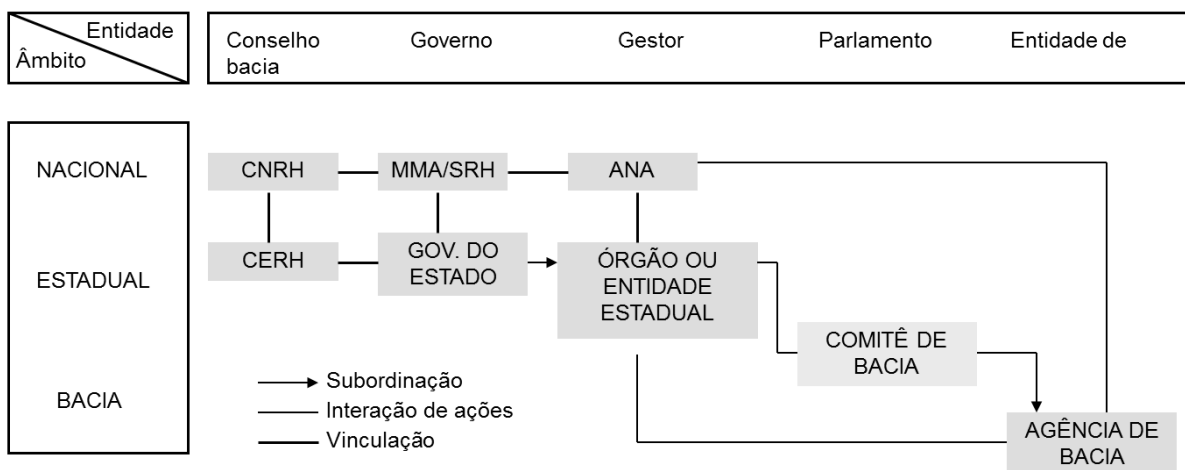 Entidade
Âmbito
Conselho Governo Gestor Parlamento Entidade de
bacia
NACIONAL CNRH MMA/SRH ANA
ESTADUAL CERH
GOV. DO
ESTADO
ÓRGÃO OU
ENTIDADE
ESTADUAL
COMITÊ DE
BACIA
BACIA
Subordinação
Interação de ações
Vinculação
AGÊNCIA DE
BACIA